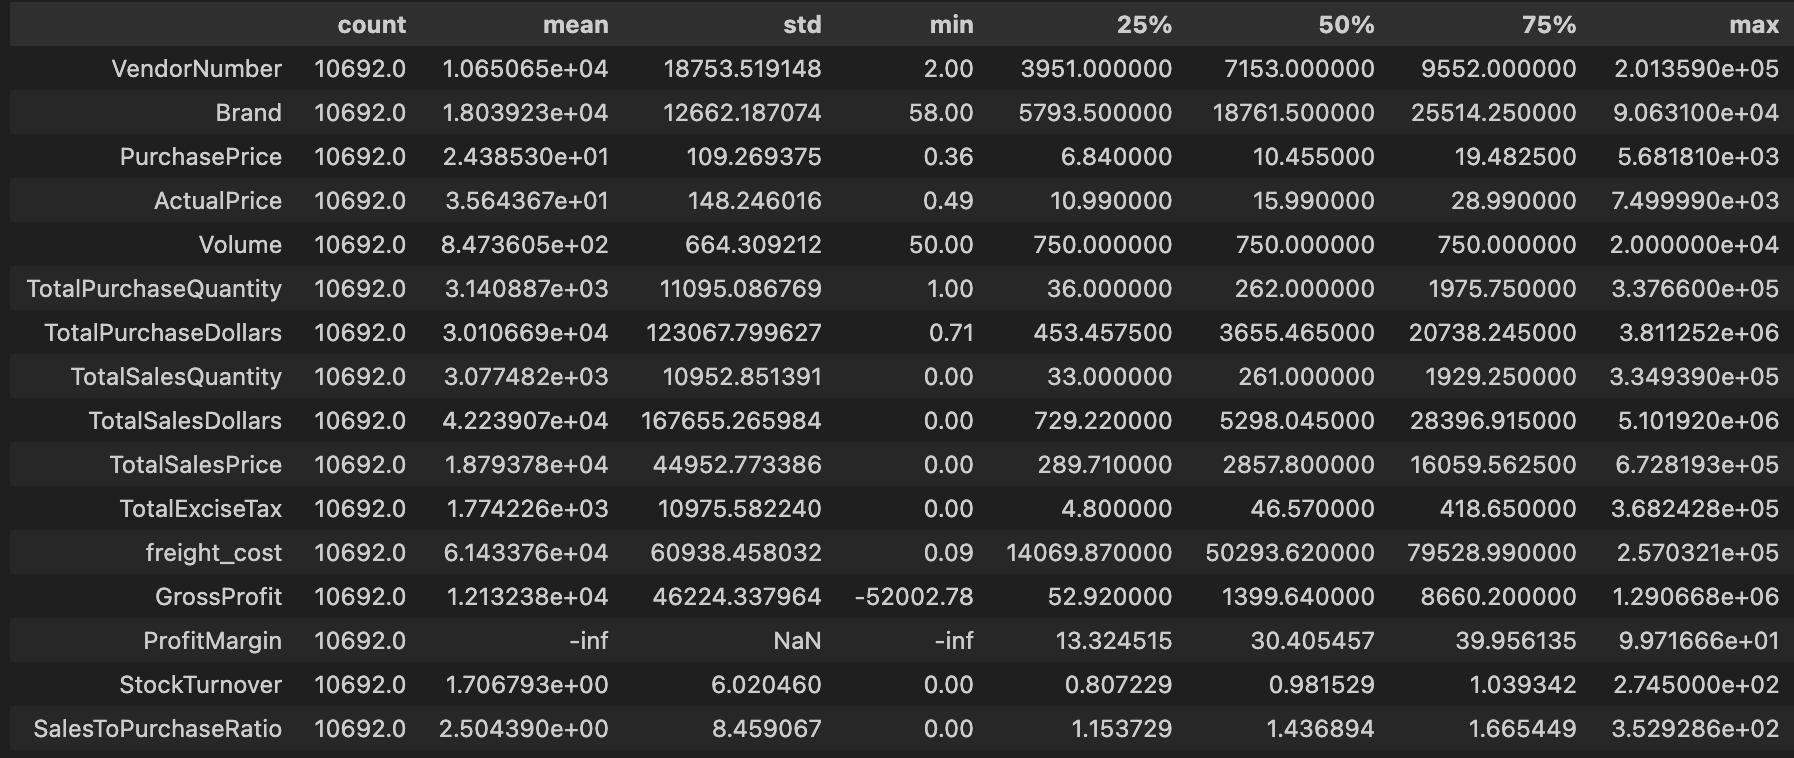 count mean std min 25% 50% 75% max
VendorNumber 10692.0 1.065065e+04 18753.519148 2.00 3951.000000 7153.000000 9552.000000 2.013590e+05
Brand 10692.0 1.803923e+04 12662.187074 58.00 5793.500000 18761.500000 25514.250000 9.063100e+04
PurchasePrice 10692.0 2.438530e+01 109.269375 0.36 6.840000 10.455000 19.482500 5.681810e+03
ActualPrice 10692.0 3.564367e+01 148.246016 0.49 10.990000 15.990000 28.990000 7.499990e+03
Volume 10692.0 8.473605e+02 664.309212 50.00 750.000000 750.000000 750.000000 2.000000e+04
TotalPurchaseQuantity 10692.0 3.140887e+03 11095.086769 1.00 36.000000 262.000000 1975.750000 3.376600e+05
TotalPurchaseDollars 10692.0 3.010669e+04 123067.799627 0.71 453.457500 3655.465000 20738.245000 3.811252e+06
TotalSalesQuantity 10692.0 3.077482e+03 10952.851391 0.00 33.000000 261.000000 1929.250000 3.349390e+05
TotalSalesDollars 10692.0 4.223907e+04 167655.265984 0.00 729.220000 5298.045000 28396.915000 5.101920e+06
TotalSalesPrice 10692.0 1.879378e+04 44952.773386 0.00 289.710000 2857.800000 16059.562500 6.728193e+05
TotalExciseTax 10692.0 1.774226e+03 10975.582240 0.00 4.800000 46.570000 418.650000 3.682428e+05
freight_cost 10692.0 6.143376e+04 60938.458032 0.09 14069.870000 50293.620000 79528.990000 2.570321e+05
GrossProfit 10692.0 1.213238e+04 46224.337964 -52002.78 52.920000 1399.640000 8660.200000 1.290668e+06
ProfitMargin 10692.0 -inf NaN -inf 13.324515 30.405457 39.956135 9.971666e+01
StockTurnover 10692.0 1.706793e+00 6.020460 0.00 0.807229 0.981529 1.039342 2.745000e+02
SalesToPurchaseRatio 10692.0 2.504390e+00 8.459067 0.00 1.153729 1.436894 1.665449 3.529286e+02